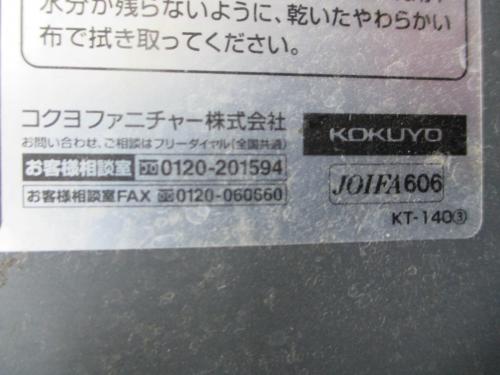 水分が残らないように、乾いたやわらかい
布で拭き取ってください。
コクヨファニチャー株式会社
お問い合わせ、ご相談はフリーダイヤル(全国共通)
お客様相談室 0120-201594
お客様相談室FAX 0120-060660
KOKUYO
JOIFA606
KT-140③